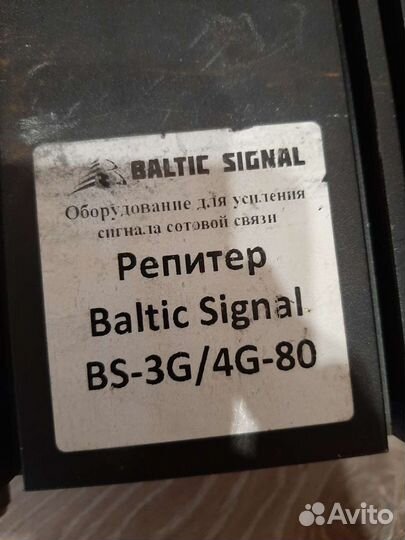 BALTIC SIGNAL
Оборудование для усиления
сигнала сотовой связи
Репитер
Baltic Signal
BS-3G/4G-80
Avito